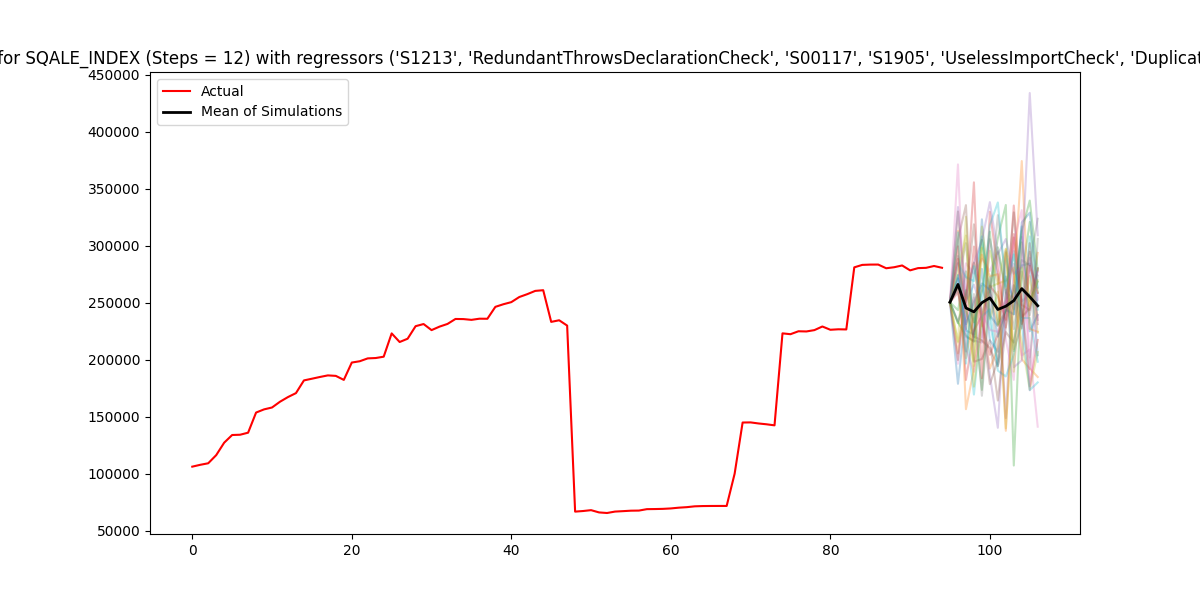 for SQALE_INDEX (Steps = 12) with regressors ('S1213', 'RedundantThrowsDeclarationCheck', 'S00117', 'S1905', 'UselessImportCheck', 'Duplicat
Actual
Mean of Simulations
450000
400000
350000
300000
250000
200000
150000
100000
50000
0 20 40 60 80 100